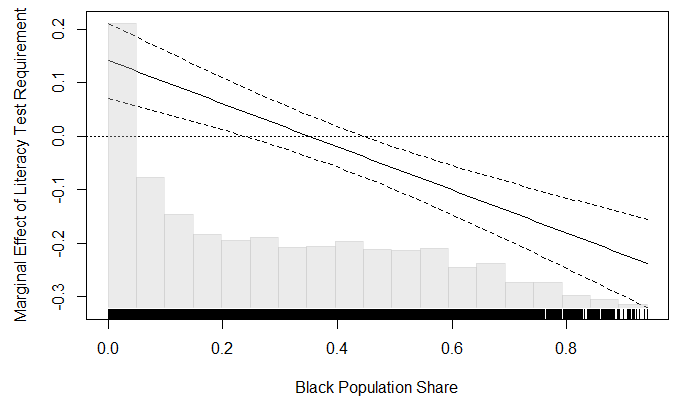 Marginal Effect of Literacy Test Requirement
0.2
0.1
0.0
-0.1
-0.2
-0.3
0.0 0.2 0.4 0.6 0.8
Black Population Share